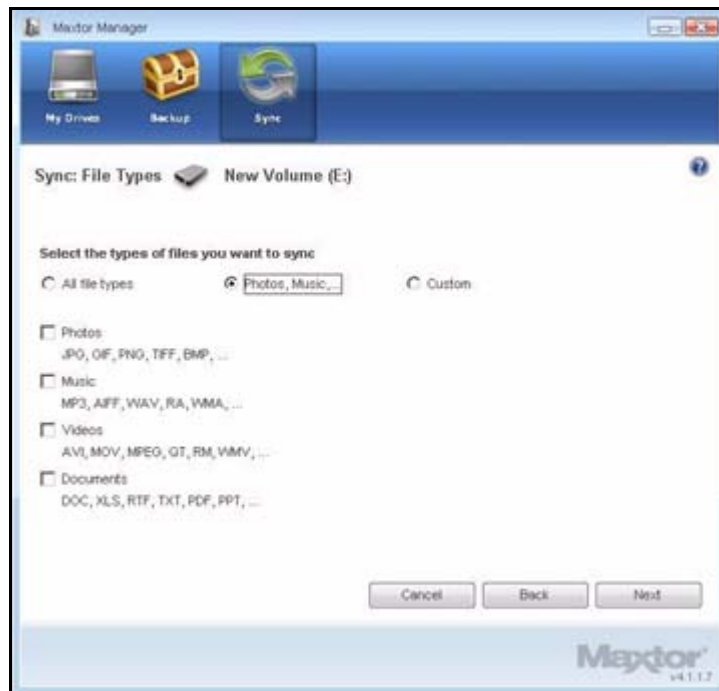 Maxtor Manager
My Drives Backup Sync
Sync: File Types New Volume (E:)
Select the types of files you want to sync
All file types Photos, Music,... Custom
Photos
JPG, GIF, PNG, TIFF, BMP, ...
Music
MP3, AIFF, WAV, RA, WMA, ...
Videos
AVI, MOV, MPEG, QT, RM, WMV, ...
Documents
DOC, XLS, RTF, TXT, PDF, PPT, ...
Cancel Back Next
Maxtor
v4.1.1.7